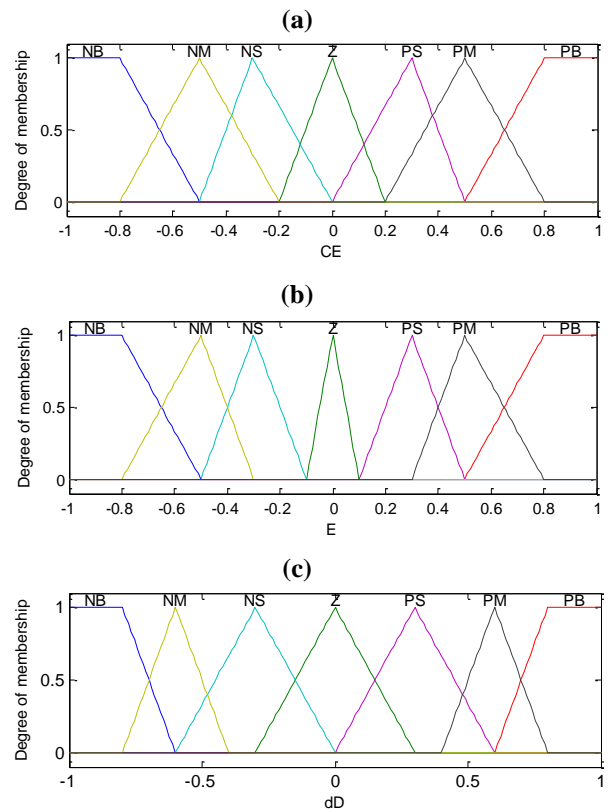 (a)
NB NM NS Z PS PM PB
1
0.5
0
Degree of membership
-1 -0.8 -0.6 -0.4 -0.2 0 0.2 0.4 0.6 0.8 1
CE
(b)
NB NM NS Z PS PM PB
1
0.5
0
Degree of membership
-1 -0.8 -0.6 -0.4 -0.2 0 0.2 0.4 0.6 0.8 1
E
(c)
NB NM NS Z PS PM PB
1
0.5
0
Degree of membership
-1 -0.5 0 0.5 1
dD